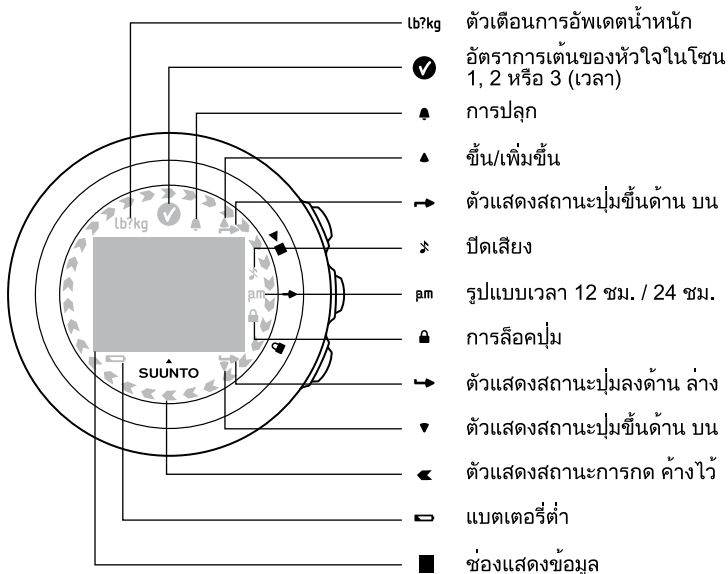 lb?kg ตัวเตือนการอัพเดตน้ำหนัก
อัตราการเต้นของหัวใจในโซน
1, 2 หรือ 3 (เวลา)
การปลุก
ขึ้น/เพิ่มขึ้น
ตัวแสดงสถานะปุ่มขึ้นด้าน บน
ปิดเสียง
pm รูปแบบเวลา 12 ชม. / 24 ชม.
การล็อคปุ่ม
ตัวแสดงสถานะปุ่มลงด้าน ล่าง
ตัวแสดงสถานะปุ่มขึ้นด้าน บน
ตัวแสดงสถานะการกด ค้างไว้
แบตเตอรี่ต่ำ
ช่องแสดงข้อมูล
lb?kg
pm
SUUNTO